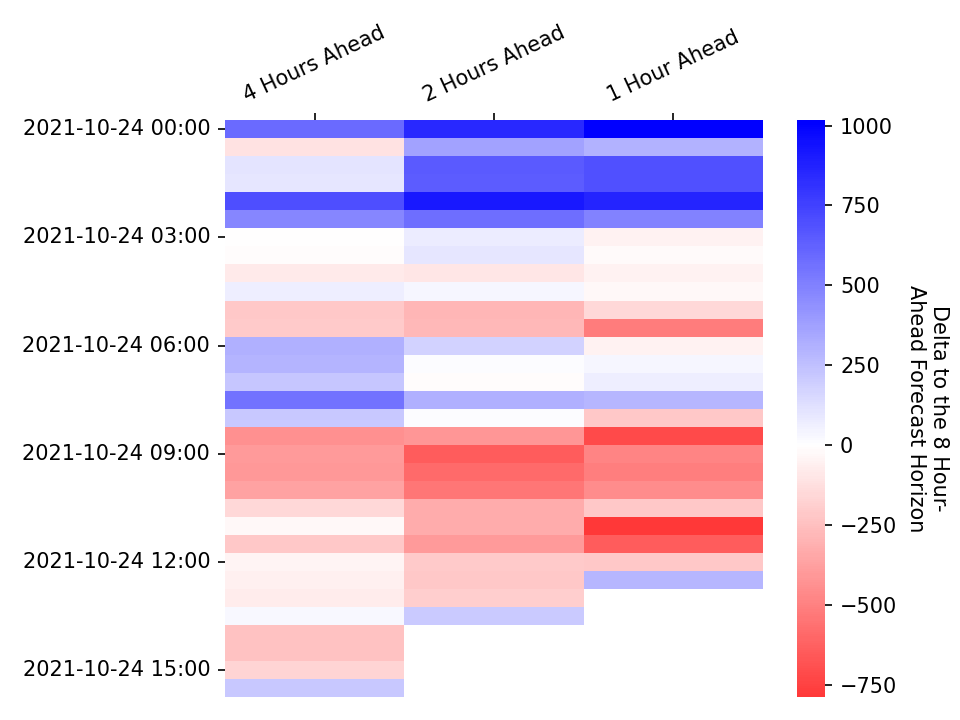 4 Hours Ahead
2 Hours Ahead
1 Hour Ahead
2021-10-24 00:00
2021-10-24 03:00
2021-10-24 06:00
2021-10-24 09:00
2021-10-24 12:00
2021-10-24 15:00
1000
750
500
250
0
−250
−500
−750
Delta to the 8 Hour-
Ahead Forecast Horizon